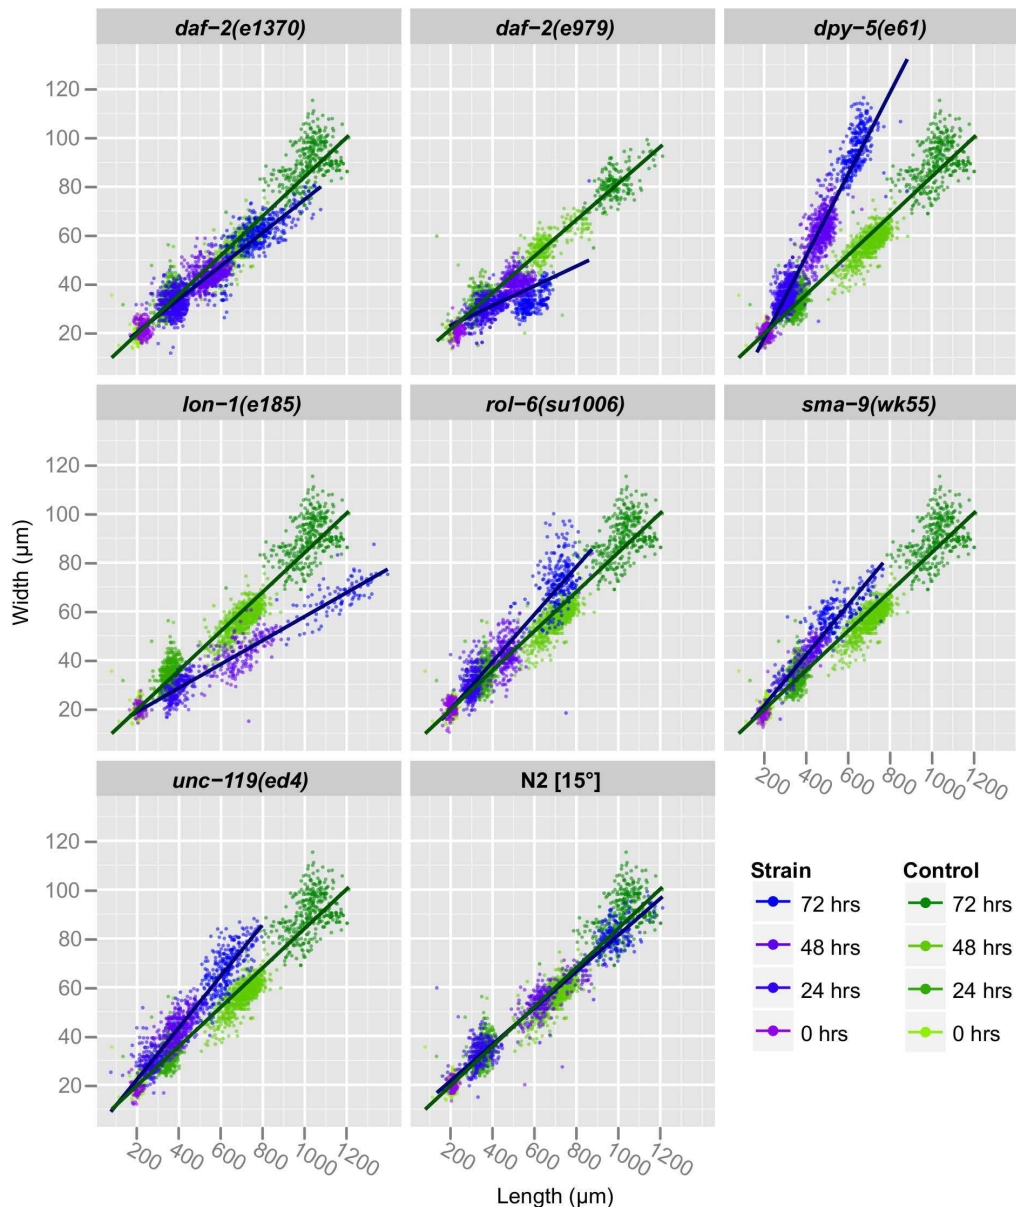 daf−2(e1370) daf−2(e979) dpy−5(e61)
120
100
80
60
40
20
lon−1(e185) rol−6(su1006) sma−9(wk55)
120
100
80
60
40
20
Width (µm)
200 400 600 800 1000 1200
unc−119(ed4) N2 [15°]
120
100
80
60
40
20
Strain Control
72 hrs 72 hrs
48 hrs 48 hrs
24 hrs 24 hrs
0 hrs 0 hrs
200 400 600 800 1000 1200 200 400 600 800 1000 1200
Length (µm)